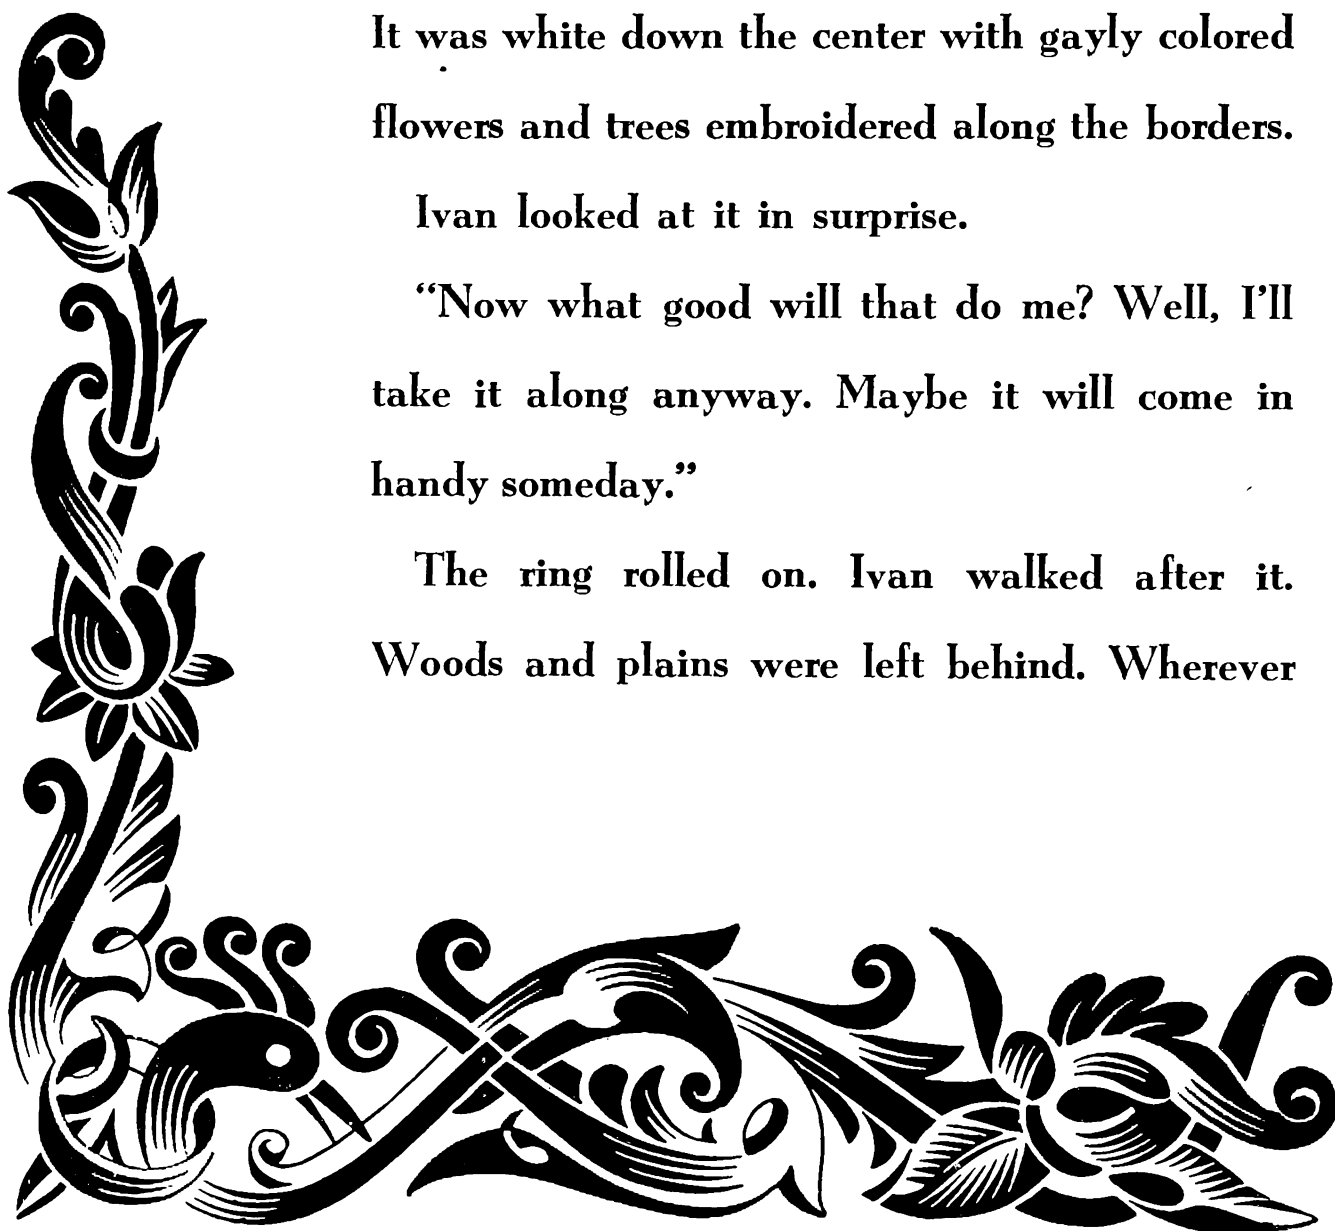 It was white down the center with gayly colored
flowers and trees embroidered along the borders.
Ivan looked at it in surprise.
“Now what good will that do me? Well, I’ll
take it along anyway. Maybe it will come in
handy someday.”
The ring rolled on. Ivan walked after it.
Woods and plains were left behind. Wherever